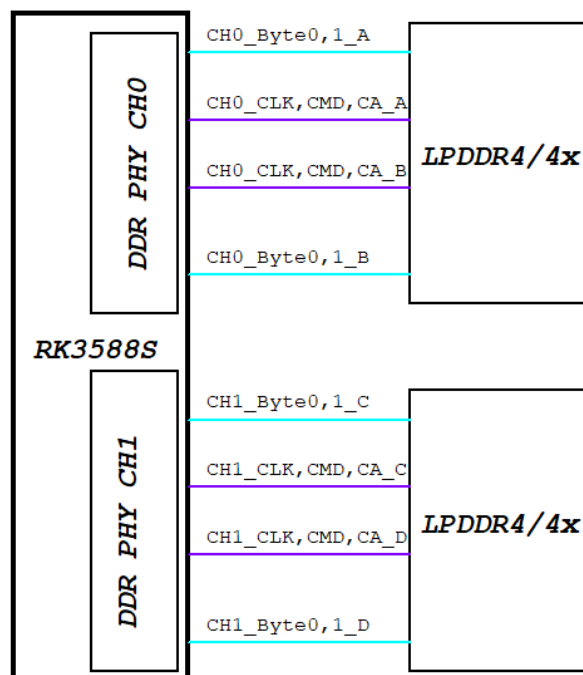 CH0_Byte0,1_A
CH0_CLK,CMD,CA_A
CH0_CLK,CMD,CA_B
CH0_Byte0,1_B
DDR PHY CH0
LPDDR4/4x
RK3588S
CH1_Byte0,1_C
CH1_CLK,CMD,CA_C
CH1_CLK,CMD,CA_D
CH1_Byte0,1_D
DDR PHY CH1
LPDDR4/4x